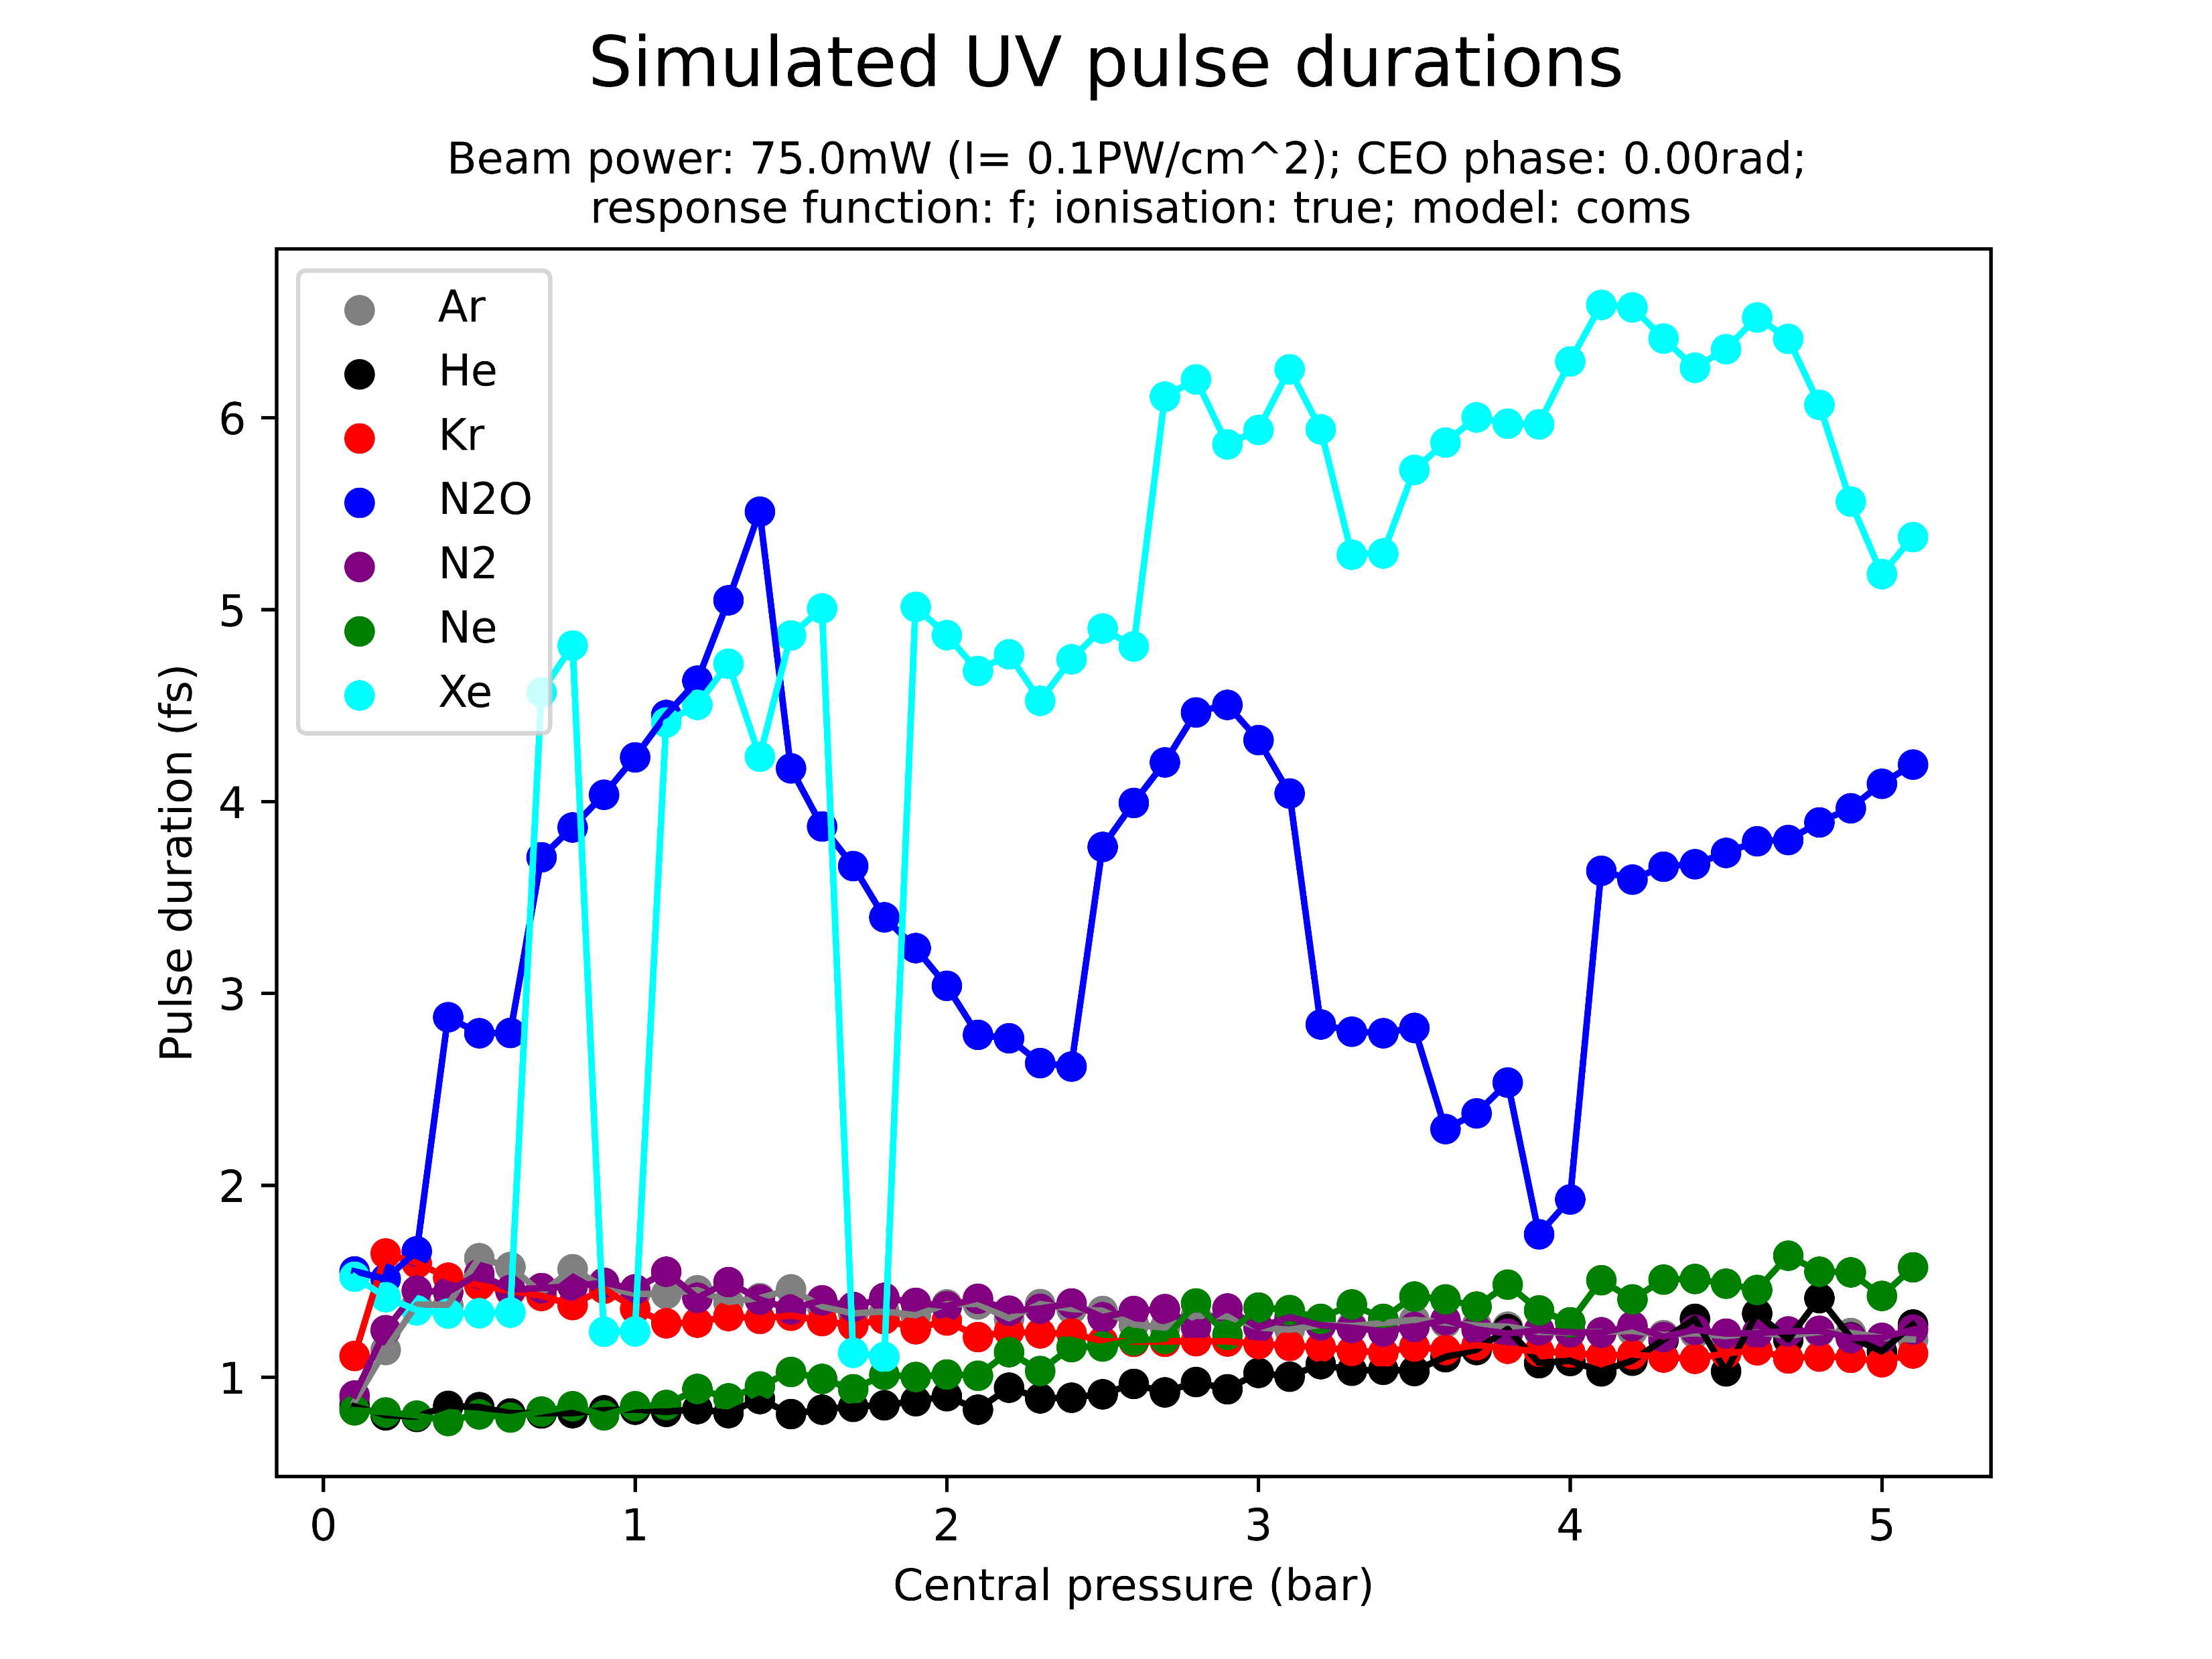 Simulated UV pulse durations
Beam power: 75.0mW (I= 0.1PW/cm^2); CEO phase: 0.00rad;
response function: f; ionisation: true; model: coms
Ar
He
Kr
N2O
N2
Ne
Xe
Pulse duration (fs)
6
5
4
3
2
1
0 1 2 3 4 5
Central pressure (bar)